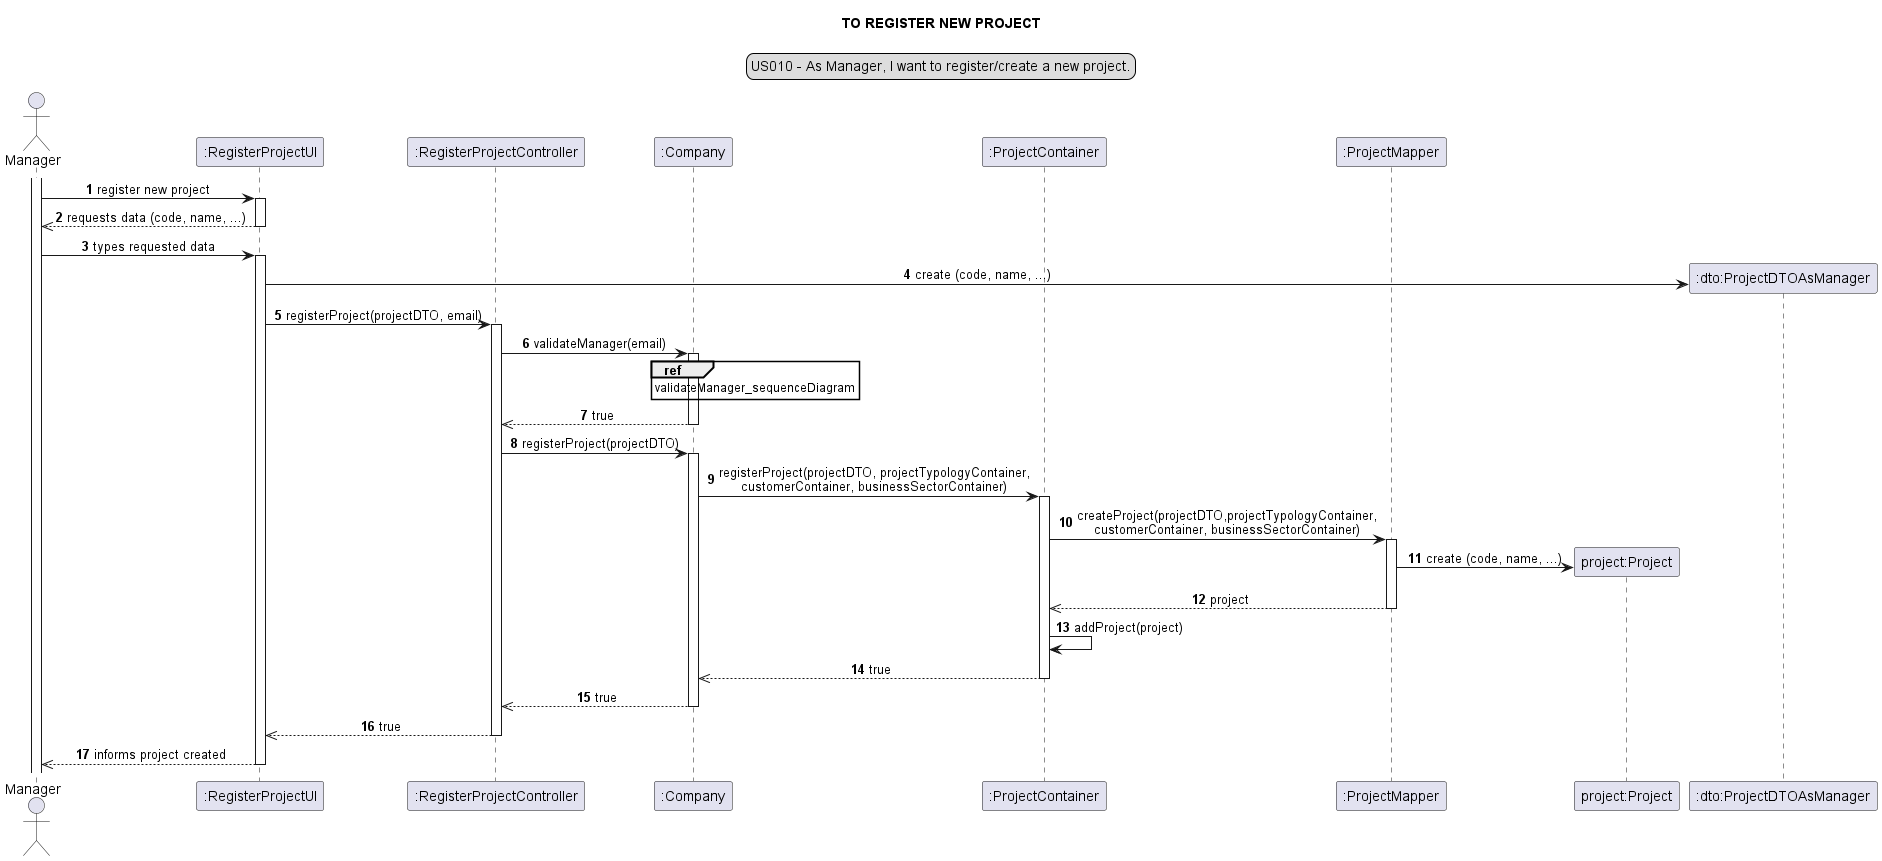 TO REGISTER NEW PROJECT
US010 - As Manager, I want to register/create a new project.
Manager
:RegisterProjectUI
:RegisterProjectController
:Company
:ProjectContainer
:ProjectMapper
1 register new project
2 requests data (code, name, ...)
3 types requested data
4 create (code, name, ...)
:dto:ProjectDTOAsManager
5 registerProject(projectDTO, email)
6 validateManager(email)
ref
validateManager_sequenceDiagram
7 true
8 registerProject(projectDTO)
9 registerProject(projectDTO, projectTypologyContainer,
customerContainer, businessSectorContainer)
10 createProject(projectDTO,projectTypologyContainer,
customerContainer, businessSectorContainer)
11 create (code, name, ...)
project:Project
12 project
13 addProject(project)
14 true
15 true
16 true
17 informs project created
Manager
:RegisterProjectUI
:RegisterProjectController
:Company
:ProjectContainer
:ProjectMapper
project:Project
:dto:ProjectDTOAsManager